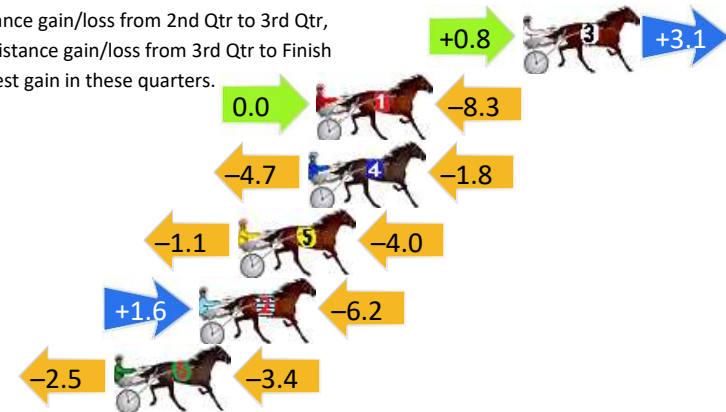 ance gain/loss from 2nd Qtr to 3rd Qtr,
istance gain/loss from 3rd Qtr to Finish
est gain in these quarters.
+0.8 3 +3.1
0.0 1 −8.3
−4.7 4 −1.8
−1.1 5 −4.0
+1.6 2 −6.2
−2.5 6 −3.4